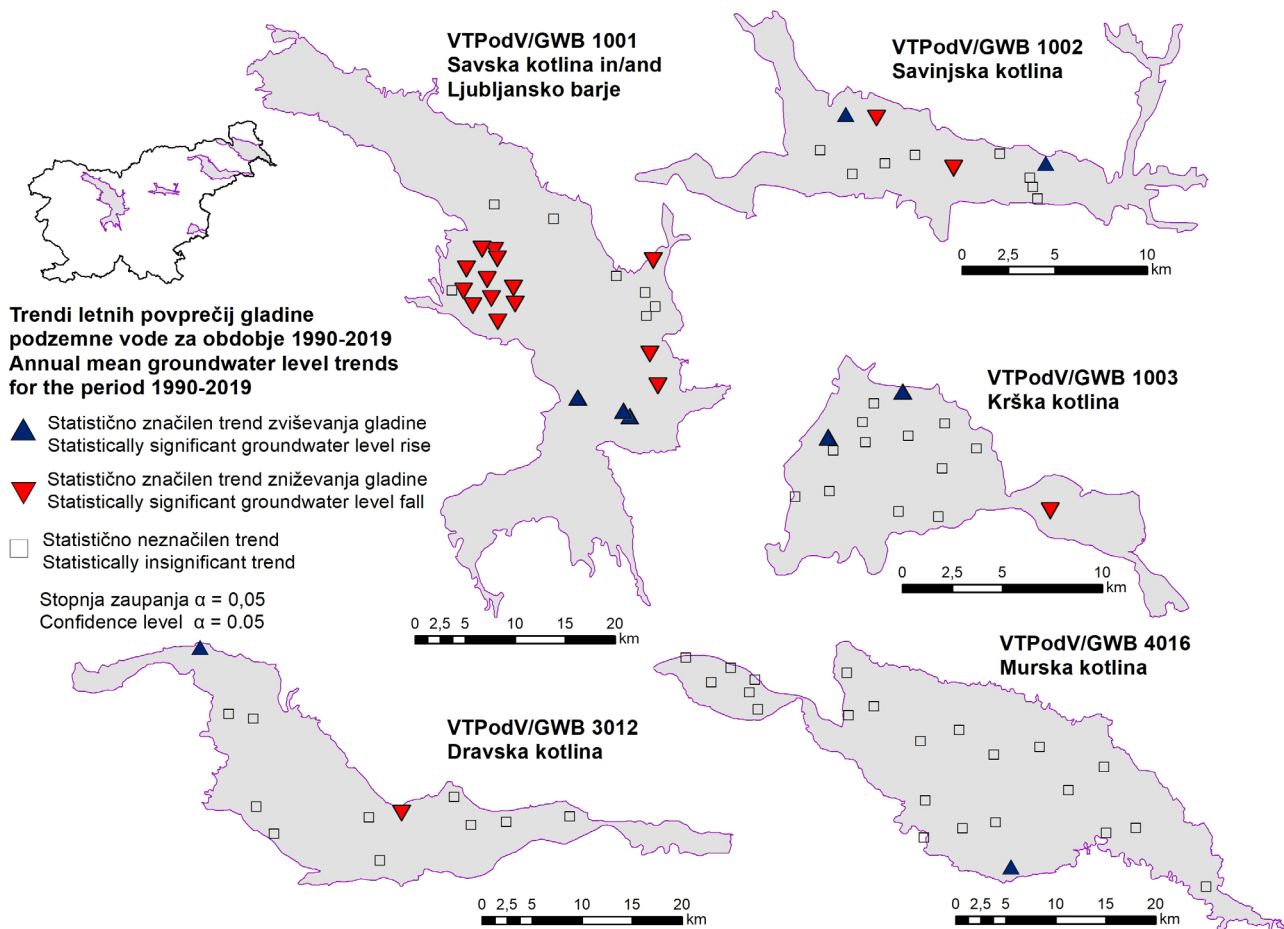 VTPodV/GWB 1001
Savska kotlina in/and
Ljubljansko barje
VTPodV/GWB 1002
Savinjska kotlina
0 2,5 5 10
km
Trendi letnih povprečij gladine
podzemne vode za obdobje 1990-2019
Annual mean groundwater level trends
for the period 1990-2019
Statistično značilen trend zviševanja gladine
Statistically significant groundwater level rise
Statistično značilen trend zniževanja gladine
Statistically significant groundwater level fall
Statistično neznačilen trend
Statistically insignificant trend
Stopnja zaupanja α = 0,05
Confidence level α = 0.05
0 2,5 5 10 15 20
km
VTPodV/GWB 1003
Krška kotlina
0 2,5 5 10
km
VTPodV/GWB 3012
Dravska kotlina
0 2,5 5 10 15 20
km
VTPodV/GWB 4016
Murska kotlina
0 2,5 5 10 15 20
km